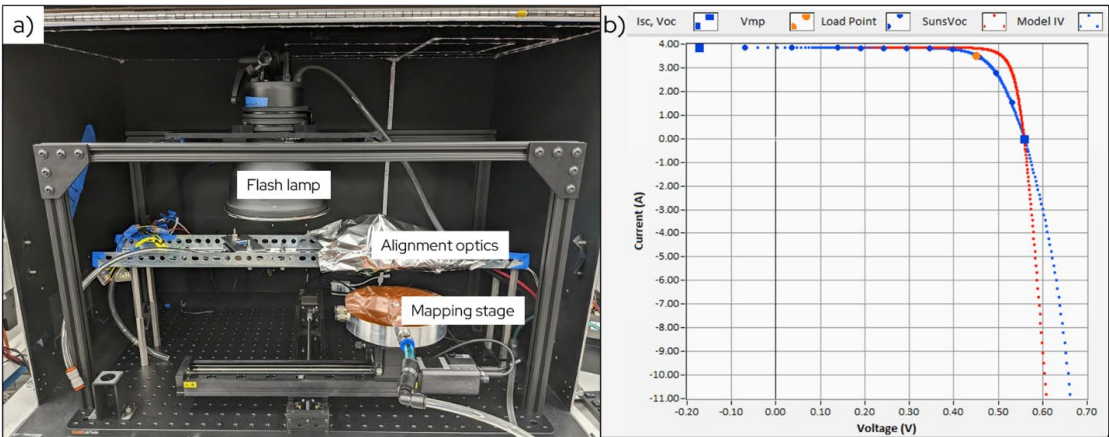 a)
Flash lamp
Alignment optics
Mapping stage
b)
Isc, Voc Vmp Load Point SunsVoc Model IV
Current (A)
4.00
3.00
2.00
1.00
0.00
-1.00
-2.00
-3.00
-4.00
-5.00
-6.00
-7.00
-8.00
-9.00
-10.00
-11.00
-0.20 -0.10 0.00 0.10 0.20 0.30 0.40 0.50 0.60 0.70
Voltage (V)